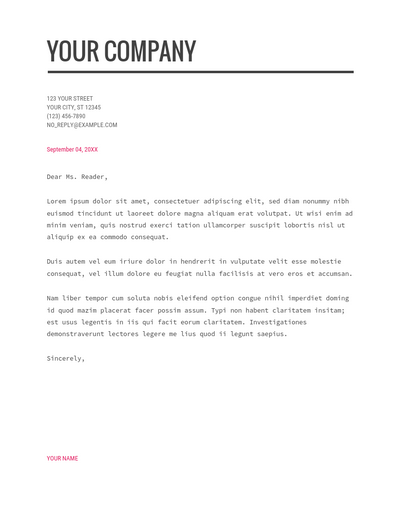 YOUR COMPANY
123 YOUR STREET
YOUR CITY, ST 12345
(123) 456-7890
NO_REPLY@EXAMPLE.COM
September 04, 20XX
Dear Ms. Reader,
Lorem ipsum dolor sit amet, consectetuer adipiscing elit, sed diam nonummy nibh
euismod tincidunt ut laoreet dolore magna aliquam erat volutpat. Ut wisi enim ad
minim veniam, quis nostrud exerci tation ullamcorper suscipit lobortis nisl ut
aliquip ex ea commodo consequat.
Duis autem vel eum iriure dolor in hendrerit in vulputate velit esse molestie
consequat, vel illum dolore eu feugiat nulla facilisis at vero eros et accumsan.
Nam liber tempor cum soluta nobis eleifend option congue nihil imperdiet doming
id quod mazim placerat facer possim assum. Typi non habent claritatem insitam;
est usus legentis in iis qui facit eorum claritatem. Investigationes
demonstraverunt lectores legere me lius quod ii legunt saepius.
Sincerely,
YOUR NAME